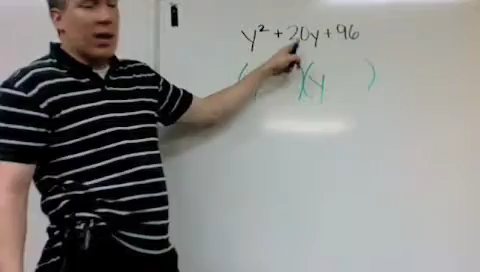 y² + 20y + 96
(y )(y )